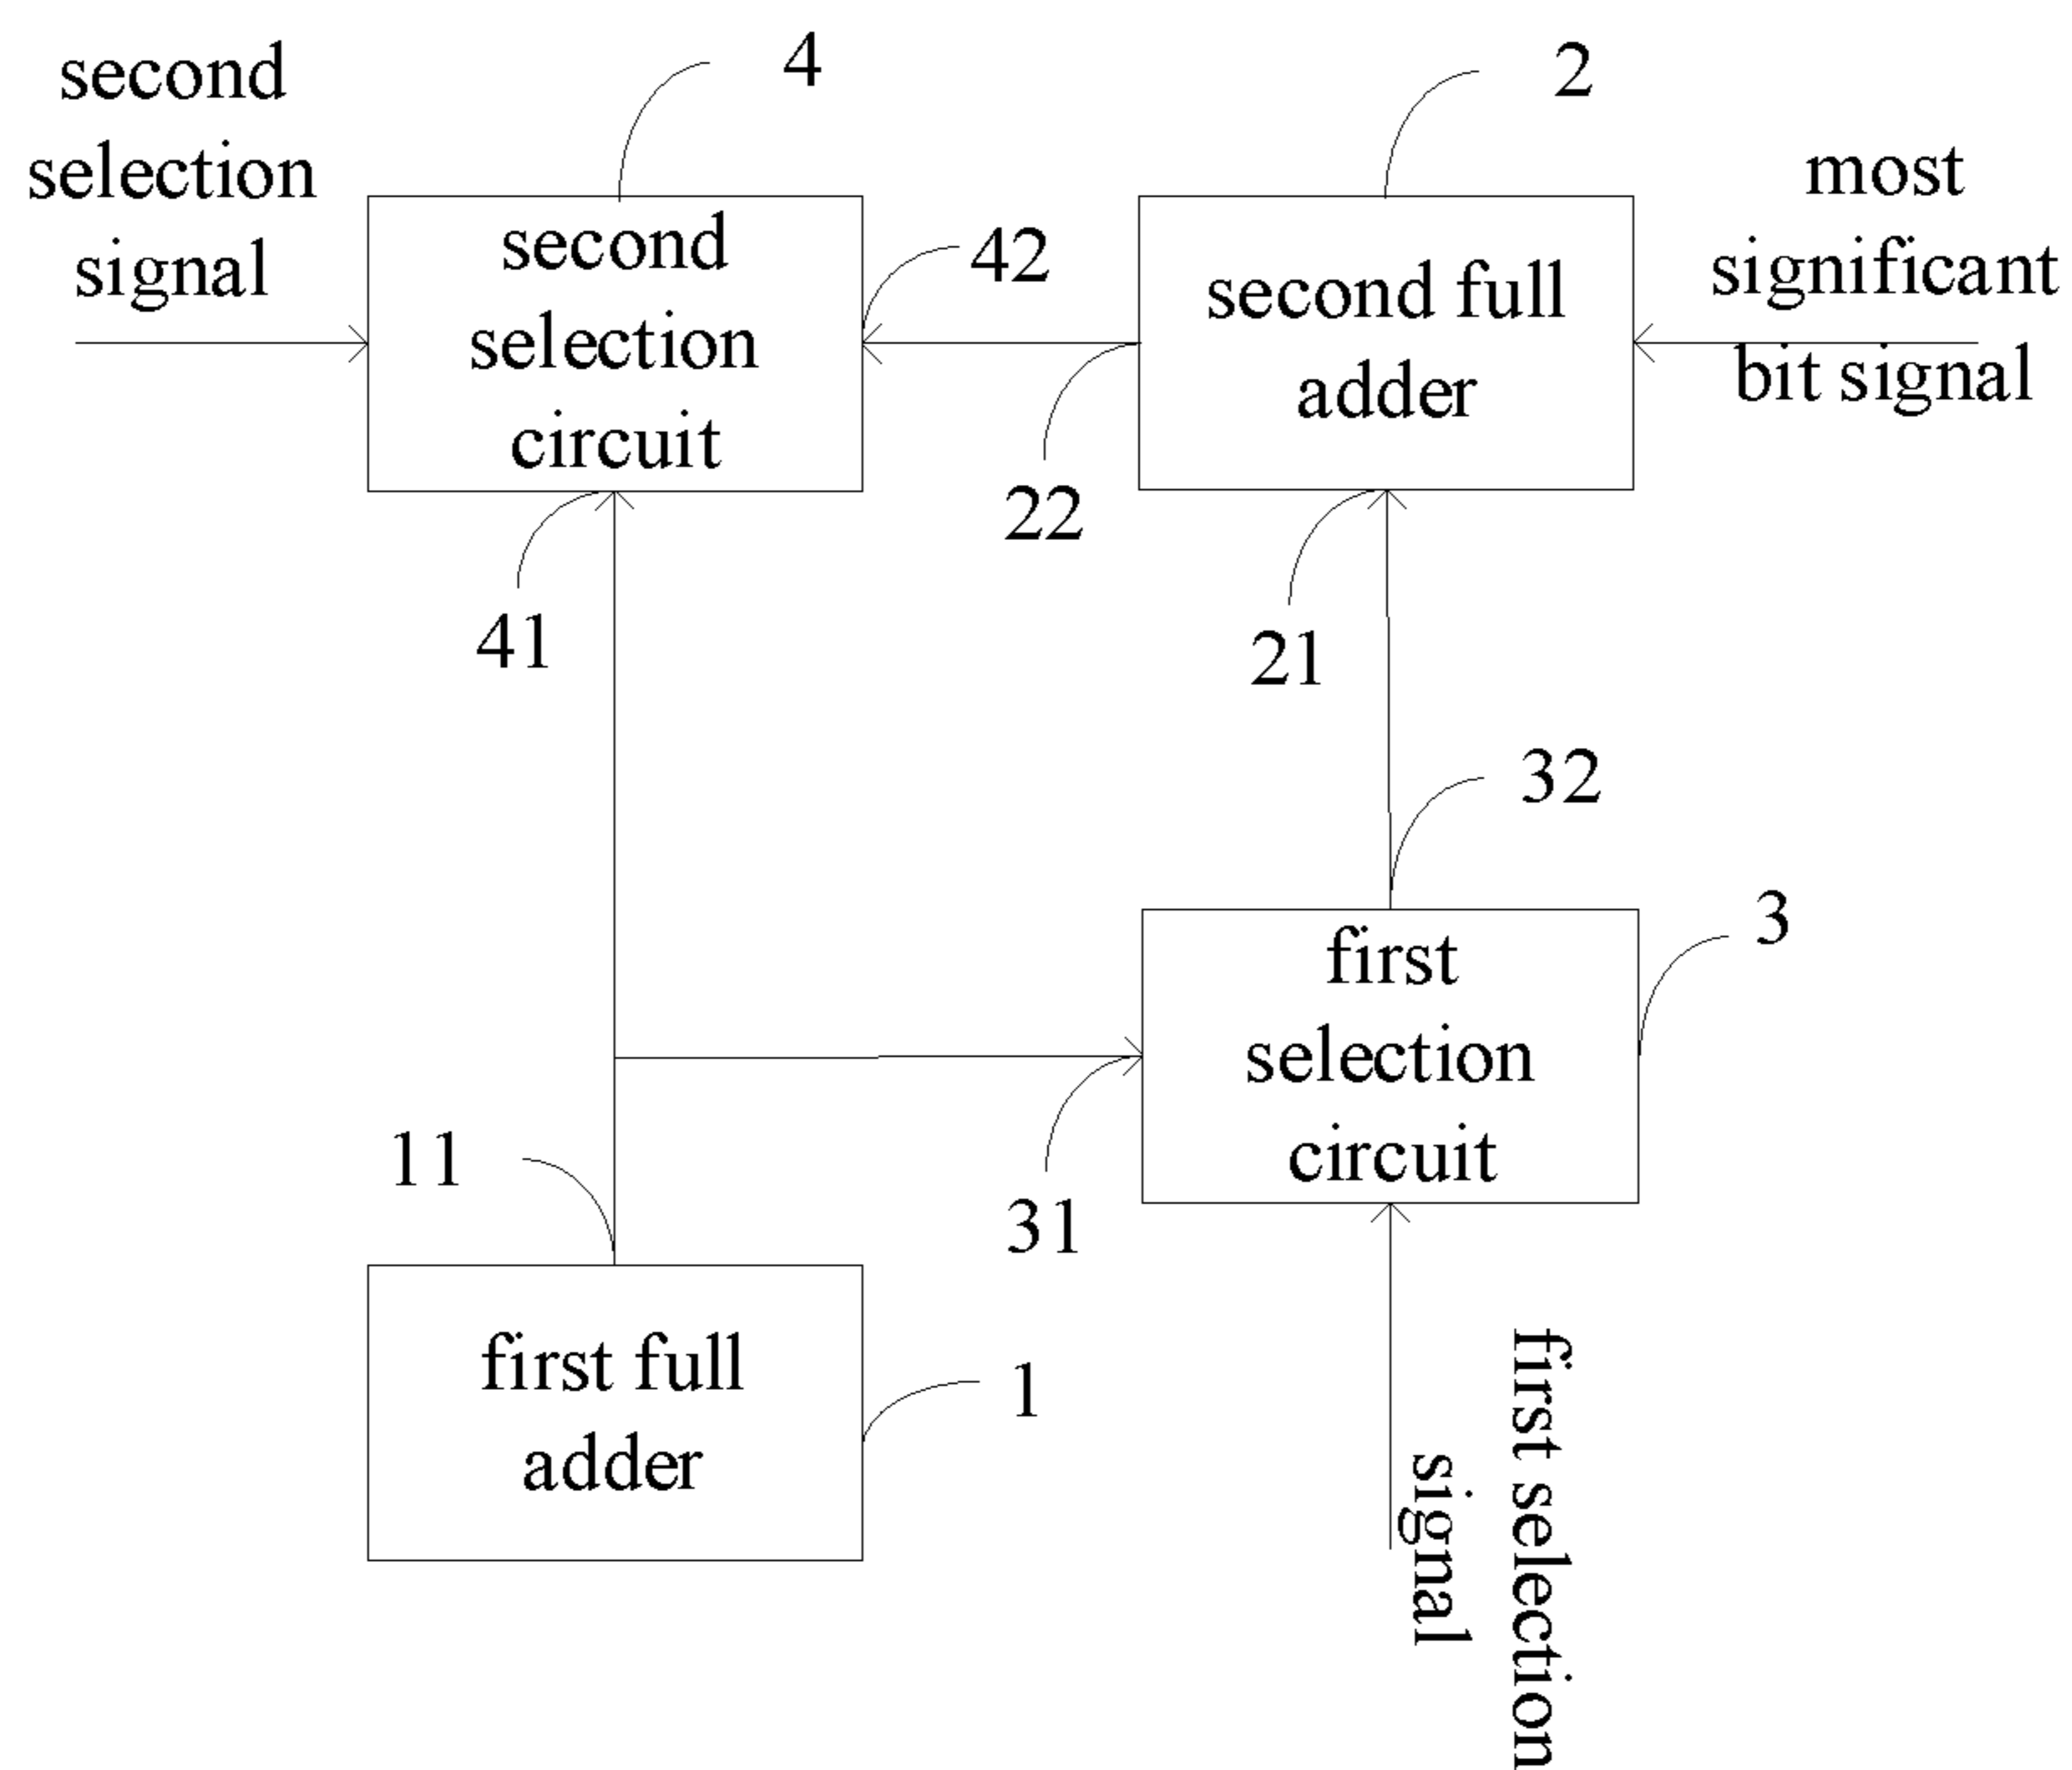 second
selection
signal
4
second
selection
circuit
42
2
second full
adder
most
significant
bit signal
22
41
21
32
first
selection
circuit
3
31
11
first full
adder
1
first selection
signal